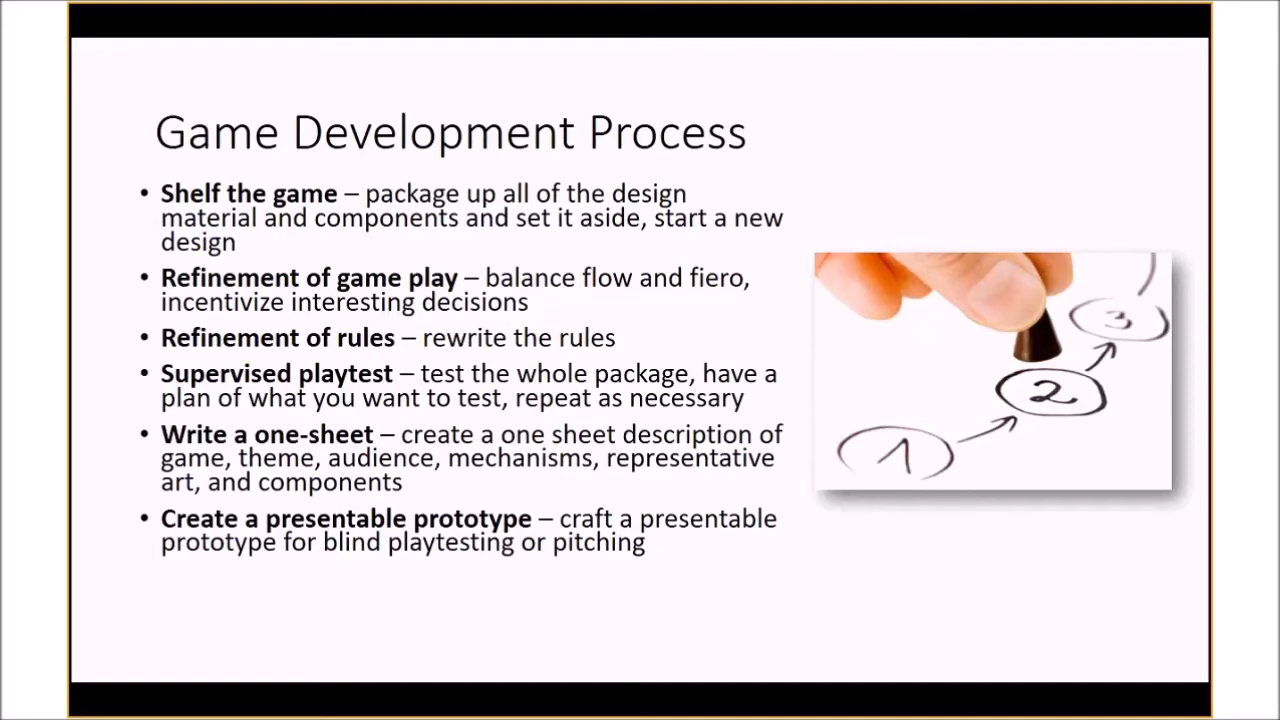 Game Development Process
• Shelf the game – package up all of the design
material and components and set it aside, start a new
design
• Refinement of game play – balance flow and fiero,
incentivize interesting decisions
• Refinement of rules – rewrite the rules
• Supervised playtest – test the whole package, have a
plan of what you want to test, repeat as necessary
• Write a one-sheet – create a one sheet description of
game, theme, audience, mechanisms, representative
art, and components
• Create a presentable prototype – craft a presentable
prototype for blind playtesting or pitching
3
2
1